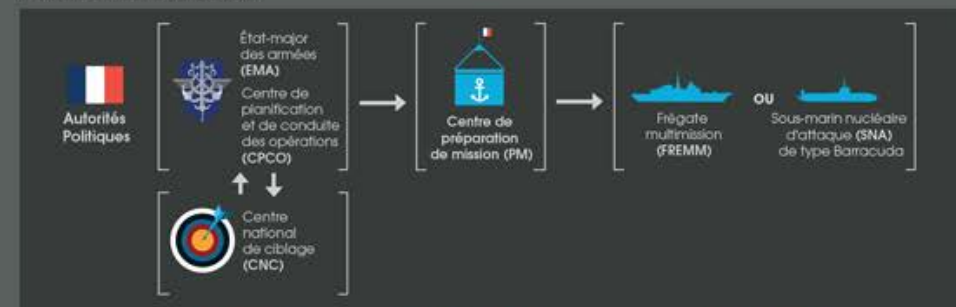 Autorités
Politiques
État-major
des armées
(EMA)
Centre de
planification
et de conduite
des opérations
(CPCO)
Centre
national
de ciblage
(CNC)
Centre de
préparation
de mission (PM)
Frégate
multimission
(FREMM)
OU
Sous-marin nucléaire
d'attaque (SNA)
de type Barracuda